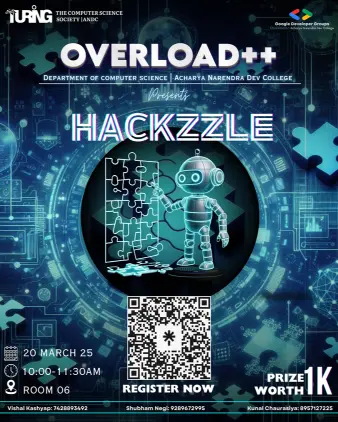 TURING THE COMPUTER SCIENCE
SOCIETY |ANDC
Google Developer Groups
OVERLOAD++
DEPARTMENT OF COMPUTER SCIENCE | ACHARYA NARENDRA DEV COLLEGE
Presents
HACKZZLE
20 MARCH 25
10:00-11:30AM
ROOM 06
REGISTER NOW
PRIZE
WORTH 1K
Vishal Kashyap: 7428893492 Shubham Negi: 9289672995 Kunal Chaurasiya: 8957127225